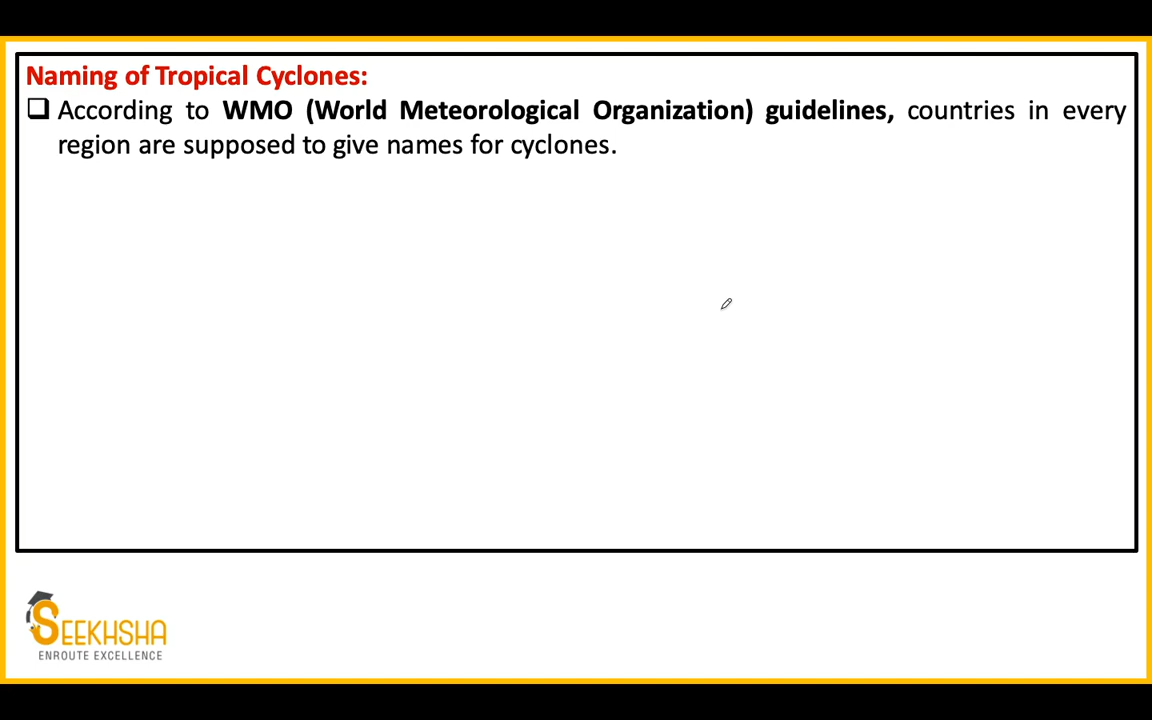 Naming of Tropical Cyclones:
❑ According to WMO (World Meteorological Organization) guidelines, countries in every
region are supposed to give names for cyclones.
SEEKHSHA
ENROUTE EXCELLENCE